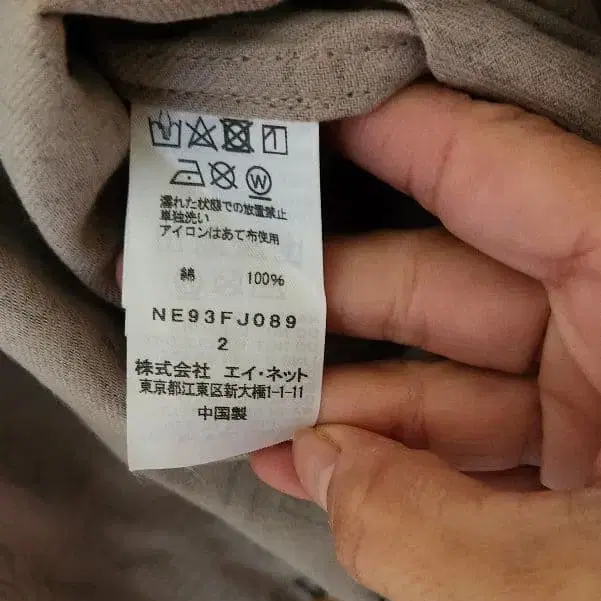 濡れた状態での放置禁止
単独洗い
アイロンはあて布使用
綿 100%
NE93FJ089
2
株式会社 エイ・ネット
東京都江東区新大橋1-1-11
中国製